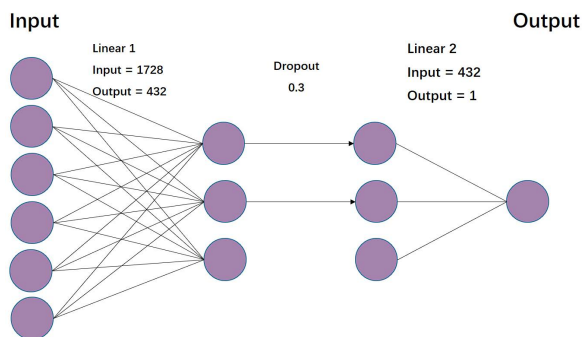 Input
Output
Linear 1
Input = 1728
Output = 432
Dropout
0.3
Linear 2
Input = 432
Output = 1